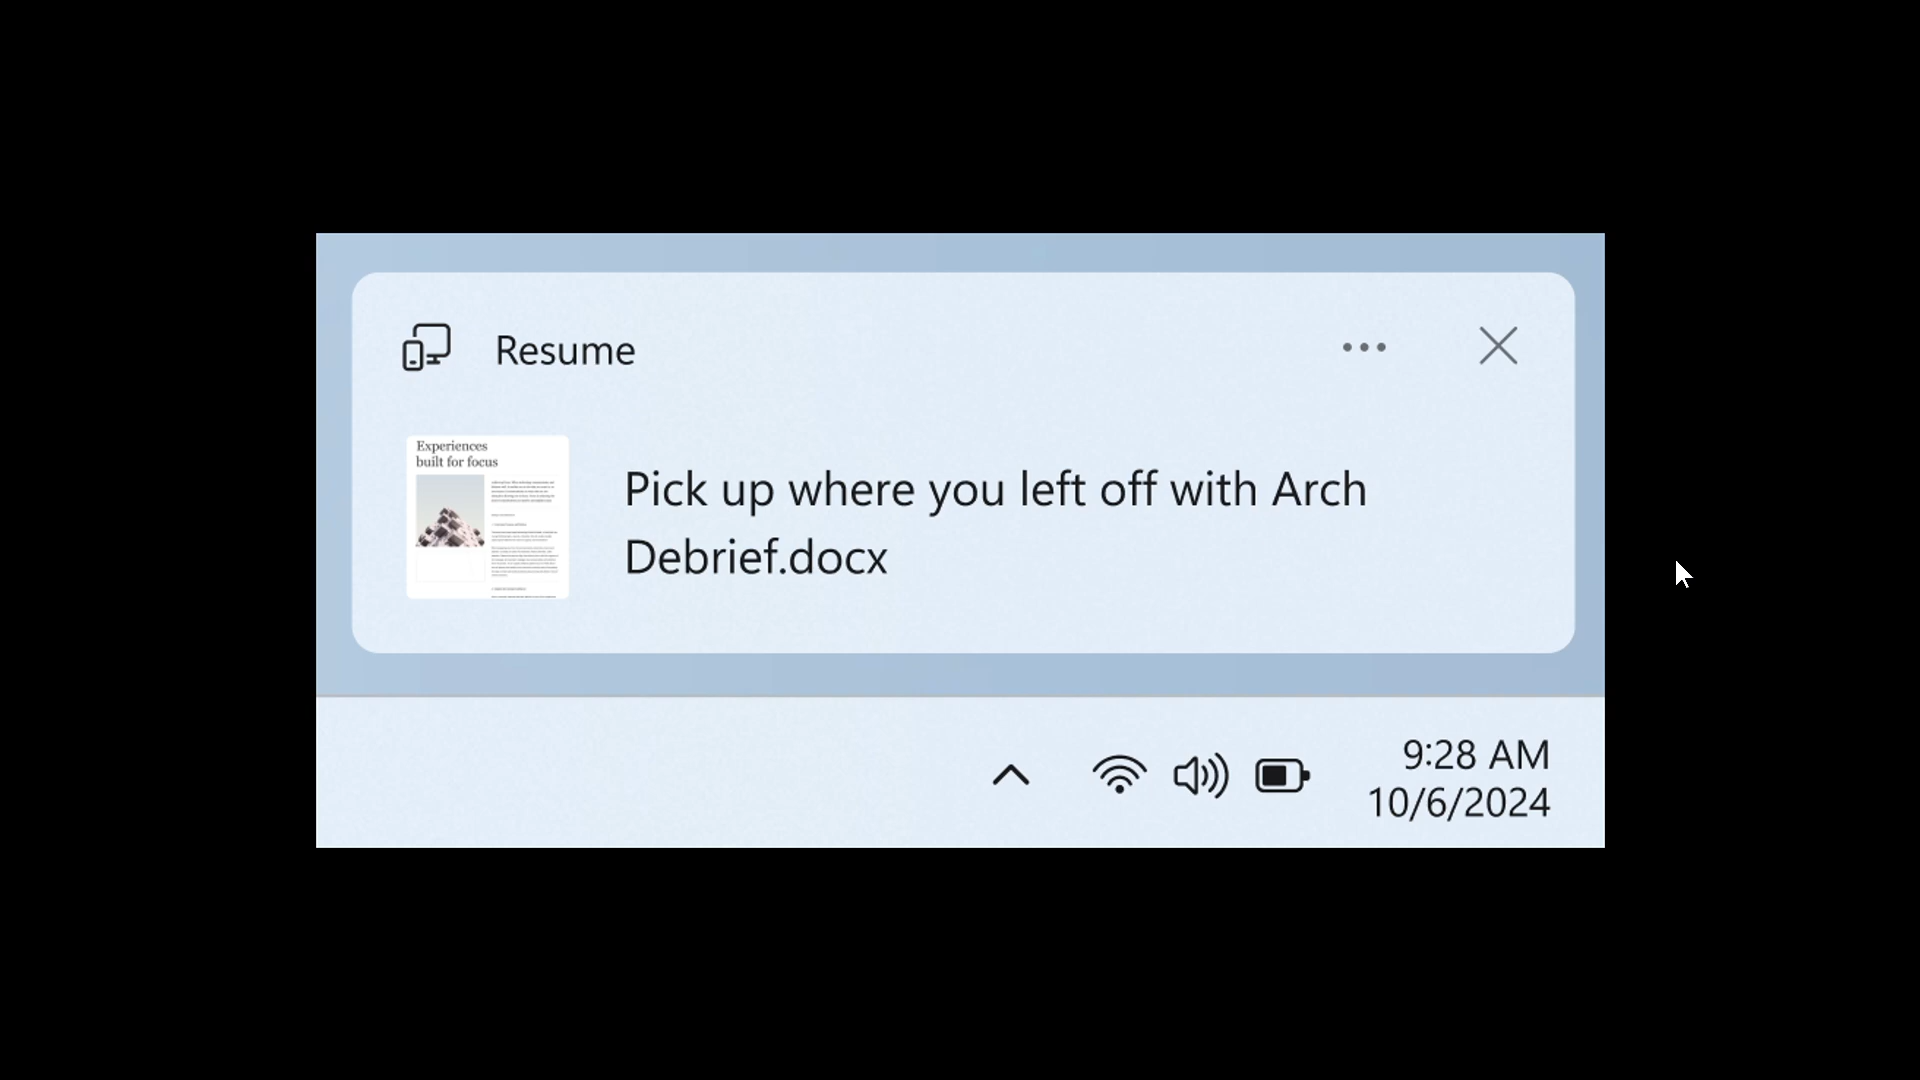 Resume
Experiences
built for focus
Pick up where you left off with Arch
Debrief.docx
9:28 AM
10/6/2024